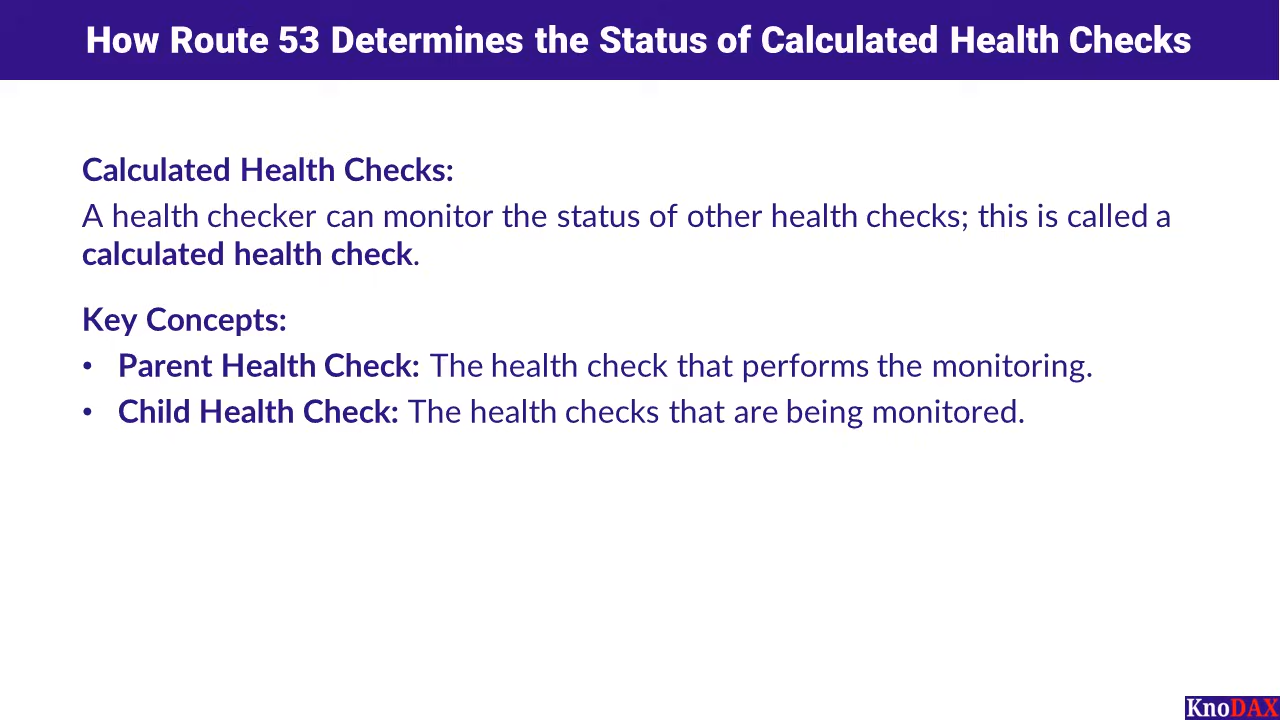 How Route 53 Determines the Status of Calculated Health Checks
Calculated Health Checks:
A health checker can monitor the status of other health checks; this is called a
calculated health check.
Key Concepts:
• Parent Health Check: The health check that performs the monitoring.
• Child Health Check: The health checks that are being monitored.
KnoDAX